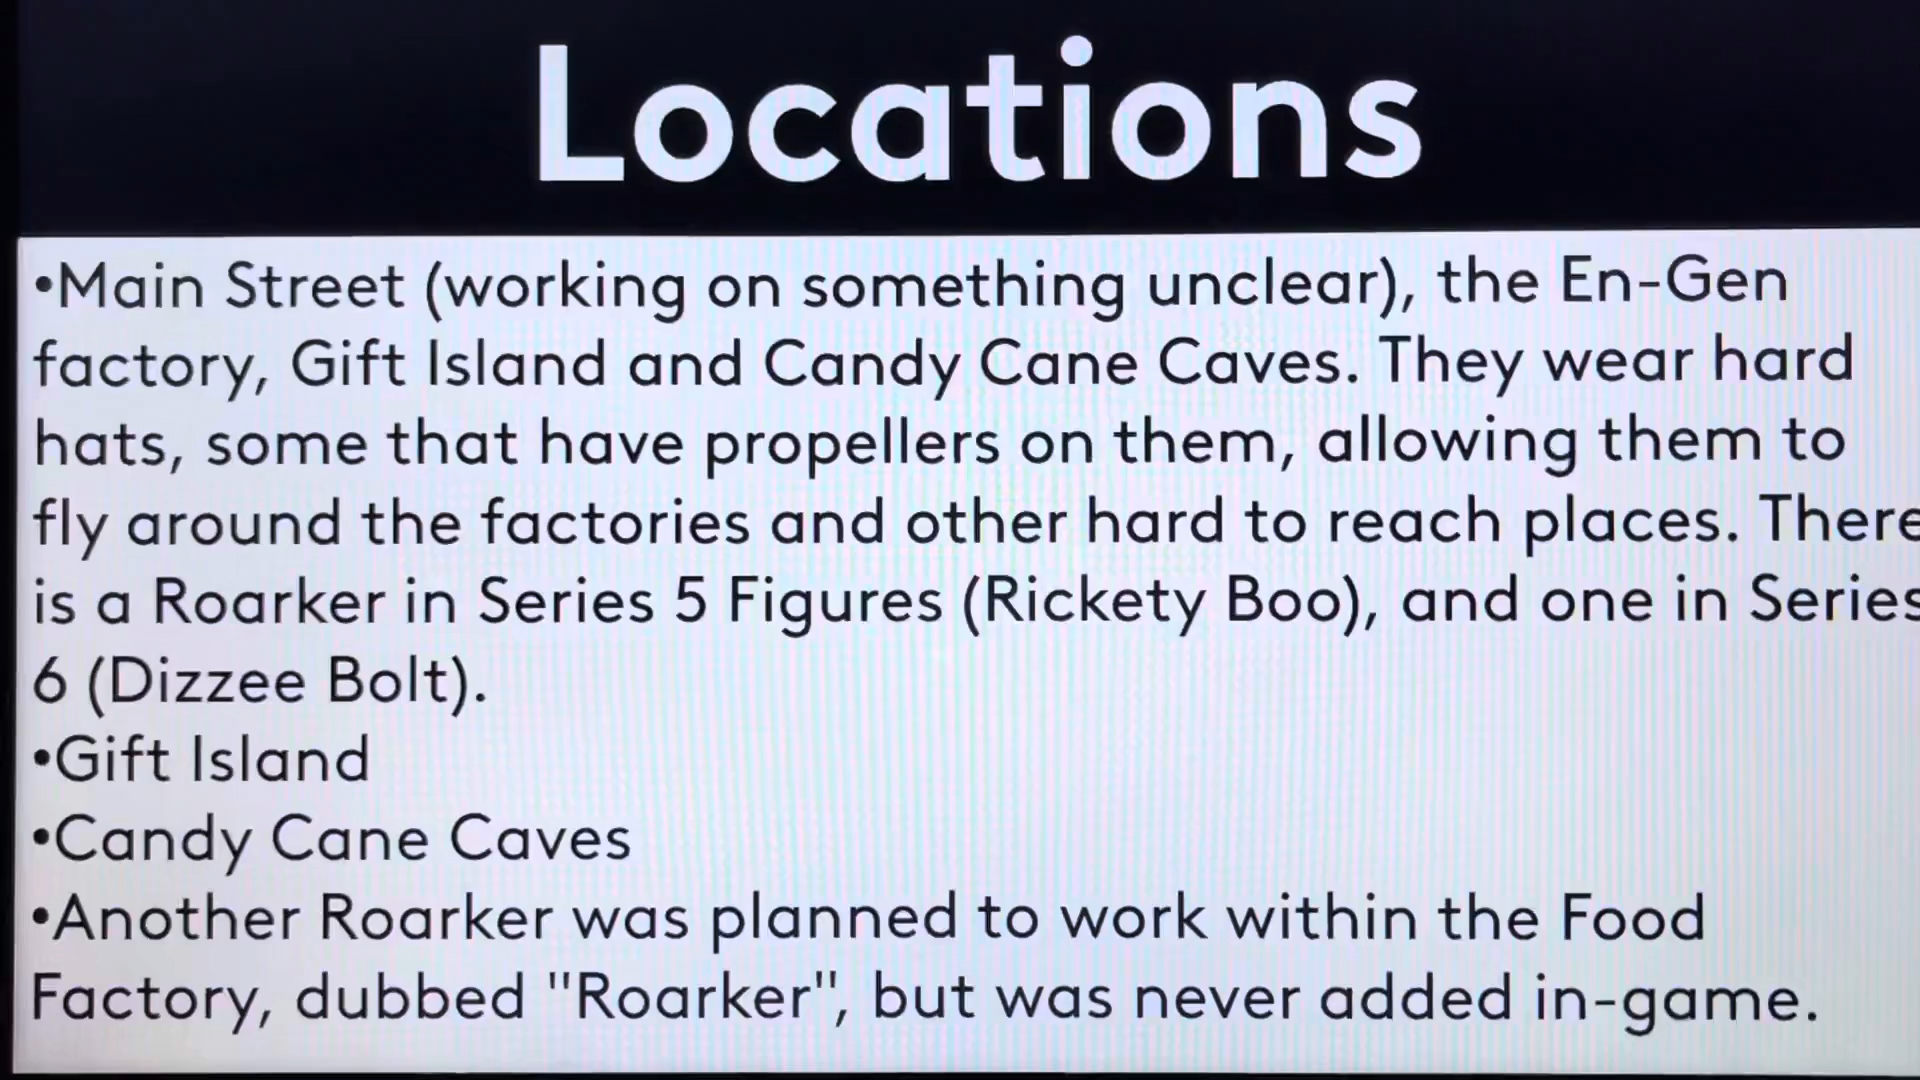 Locations
•Main Street (working on something unclear), the En-Gen
factory, Gift Island and Candy Cane Caves. They wear hard
hats, some that have propellers on them, allowing them to
fly around the factories and other hard to reach places. There
is a Roarker in Series 5 Figures (Rickety Boo), and one in Series
6 (Dizzee Bolt).
•Gift Island
•Candy Cane Caves
•Another Roarker was planned to work within the Food
Factory, dubbed "Roarker", but was never added in-game.